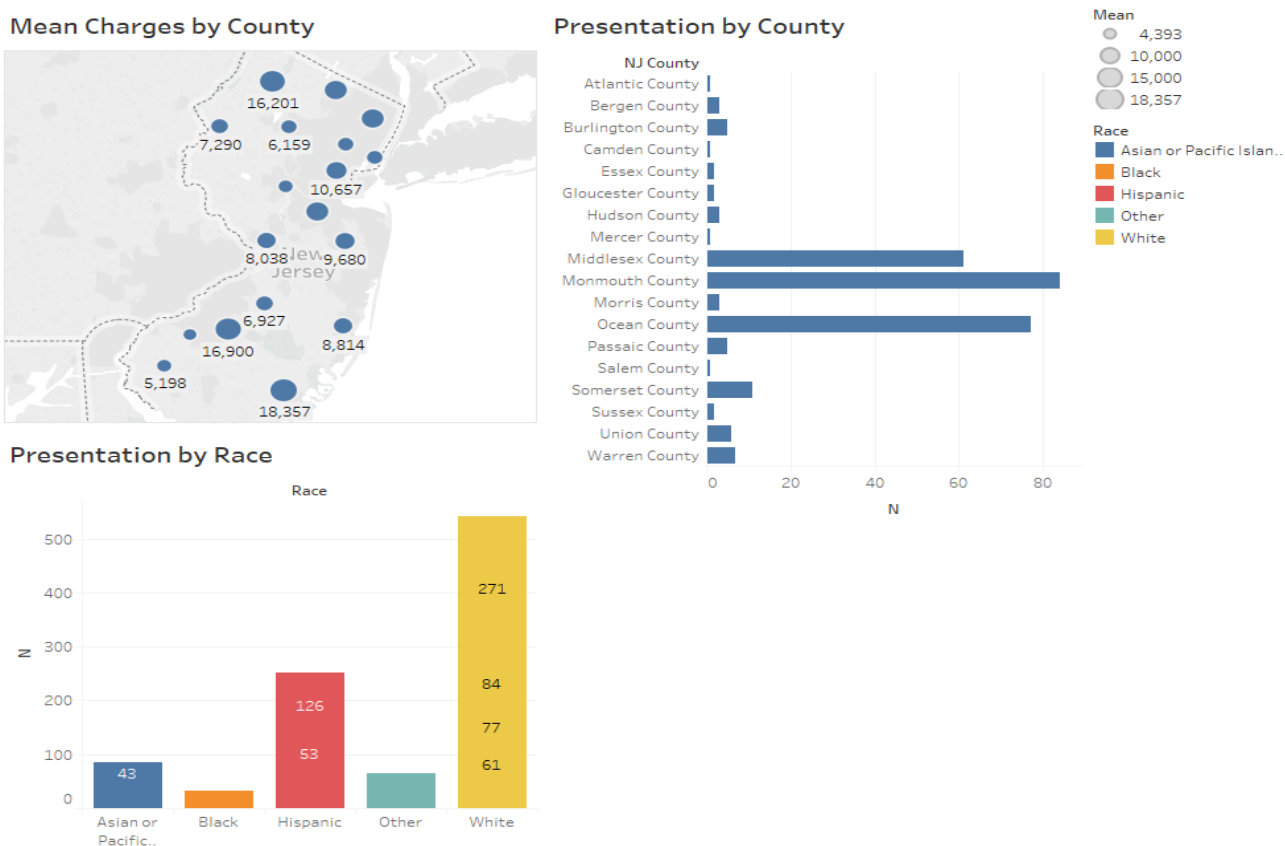 Mean Charges by County
16,201
7,290
6,159
10,657
8,038
New
Jersey
9,680
6,927
16,900
8,814
5,198
18,357
Presentation by County
NJ County
Atlantic County
Bergen County
Burlington County
Camden County
Essex County
Gloucester County
Hudson County
Mercer County
Middlesex County
Monmouth County
Morris County
Ocean County
Passaic County
Salem County
Somerset County
Sussex County
Union County
Warren County
0 20 40 60 80
N
Mean
4,393
10,000
15,000
18,357
Race
Asian or Pacific Islan..
Black
Hispanic
Other
White
Presentation by Race
Race
N
500
400
300
200
100
0
43
126
53
271
84
77
61
Asian or
Pacific..
Black
Hispanic
Other
White